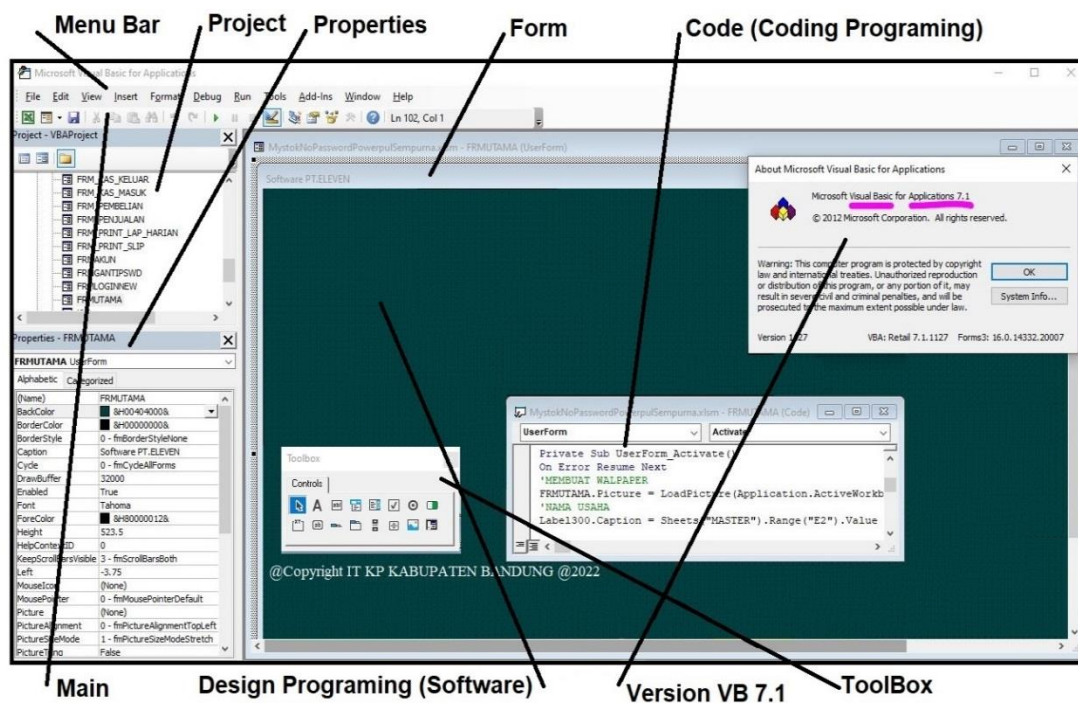 Menu Bar
Project
Properties
Form
Code (Coding Programing)
Microsoft Visual Basic for Applications
File Edit View Insert Format Debug Run Tools Add-Ins Window Help
Ln 102, Col 1
Project - VBAProject
FRM_KAS_KELUAR
FRM_KAS_MASUK
FRM_PEMBELIAN
FRM_PENJUALAN
FRM_PRINT_LAP_HARIAN
FRM_PRINT_SLIP
FRMAKUN
FRMGANTIPSWD
FRMLOGINNEW
FRMUTAMA
Properties - FRMUTAMA
FRMUTAMA UserForm
Alphabetic Categorized
(Name) FRMUTAMA
BackColor &H00404000&
BorderColor &H00000000&
BorderStyle 0 - fmBorderStyleNone
Caption Software PT.ELEVEN
Cycle 0 - fmCycleAllForms
DrawBuffer 32000
Enabled True
Font Tahoma
ForeColor &H80000012&
Height 523.5
HelpContextID 0
KeepScrollBarsVisible 3 - fmScrollBarsBoth
Left -3.75
MouseIcon (None)
MousePointer 0 - fmMousePointerDefault
Picture (None)
PictureAlignment 0 - fmPictureAlignmentTopLeft
PictureSizeMode 1 - fmPictureSizeModeStretch
PictureTiling False
MystokNoPasswordPowerpulSempurna.xlsm - FRMUTAMA (UserForm)
Software PT.ELEVEN
About Microsoft Visual Basic for Applications
Microsoft Visual Basic for Applications 7.1
© 2012 Microsoft Corporation. All rights reserved.
Warning: This computer program is protected by copyright
law and international treaties. Unauthorized reproduction
or distribution of this program, or any portion of it, may
result in severe civil and criminal penalties, and will be
prosecuted to the maximum extent possible under law.
OK
System Info...
Version 1127 VBA: Retail 7.1.1127 Forms3: 16.0.14332.20007
MystokNoPasswordPowerpulSempurna.xlsm - FRMUTAMA (Code)
UserForm Activate
Private Sub UserForm_Activate()
On Error Resume Next
'MEMBUAT WALPAPER
FRMUTAMA.Picture = LoadPicture(Application.ActiveWorkb
'NAMA USAHA
Label300.Caption = Sheets("MASTER").Range("E2").Value
Toolbox
Controls
@Copyright IT KP KABUPATEN BANDUNG @2022
Main
Design Programing (Software)
Version VB 7.1
ToolBox